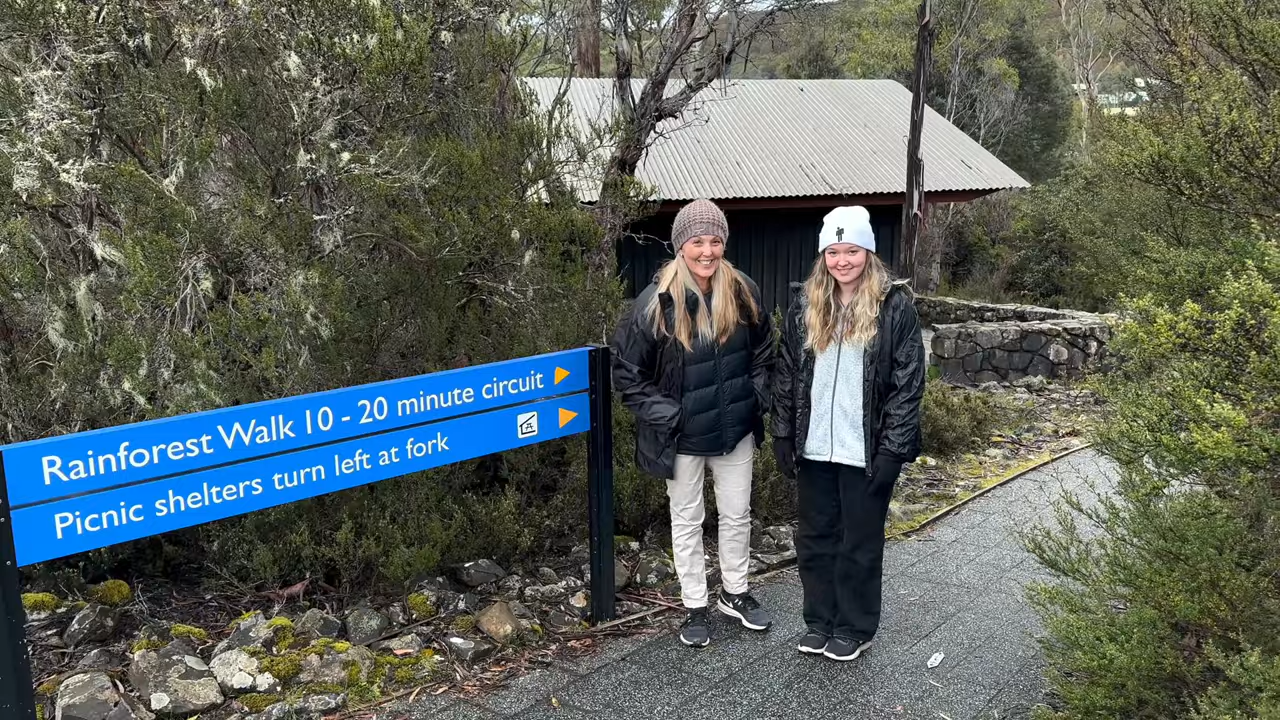 Rainforest Walk 10 - 20 minute circuit
Picnic shelters turn left at fork